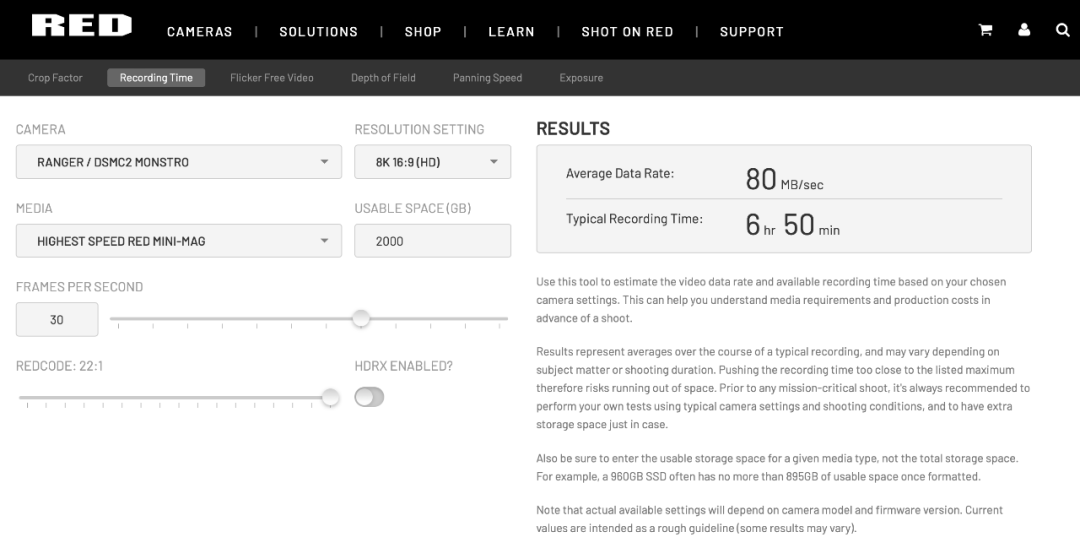 RED
CAMERAS | SOLUTIONS | SHOP | LEARN | SHOT ON RED | SUPPORT
Crop Factor Recording Time Flicker Free Video Depth of Field Panning Speed Exposure
CAMERA
RANGER / DSMC2 MONSTRO
RESOLUTION SETTING
8K 16:9 (HD)
MEDIA
HIGHEST SPEED RED MINI-MAG
USABLE SPACE (GB)
2000
FRAMES PER SECOND
30
REDCODE: 22:1
HDRX ENABLED?
RESULTS
Average Data Rate: 80 MB/sec
Typical Recording Time: 6 hr 50 min
Use this tool to estimate the video data rate and available recording time based on your chosen
camera settings. This can help you understand media requirements and production costs in
advance of a shoot.
Results represent averages over the course of a typical recording, and may vary depending on
subject matter or shooting duration. Pushing the recording time too close to the listed maximum
therefore risks running out of space. Prior to any mission-critical shoot, it's always recommended to
perform your own tests using typical camera settings and shooting conditions, and to have extra
storage space just in case.
Also be sure to enter the usable storage space for a given media type, not the total storage space.
For example, a 960GB SSD often has no more than 895GB of usable space once formatted.
Note that actual available settings will depend on camera model and firmware version. Current
values are intended as a rough guideline (some results may vary).